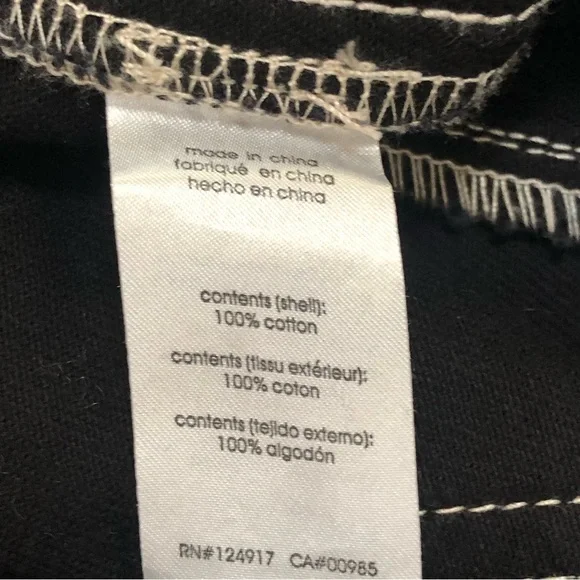 made in china
fabriqué en china
hecho en china
contents (shell):
100% cotton
contents (tissu extérieur):
100% coton
contents (tejido externo):
100% algodón
RN#124917 CA#00985